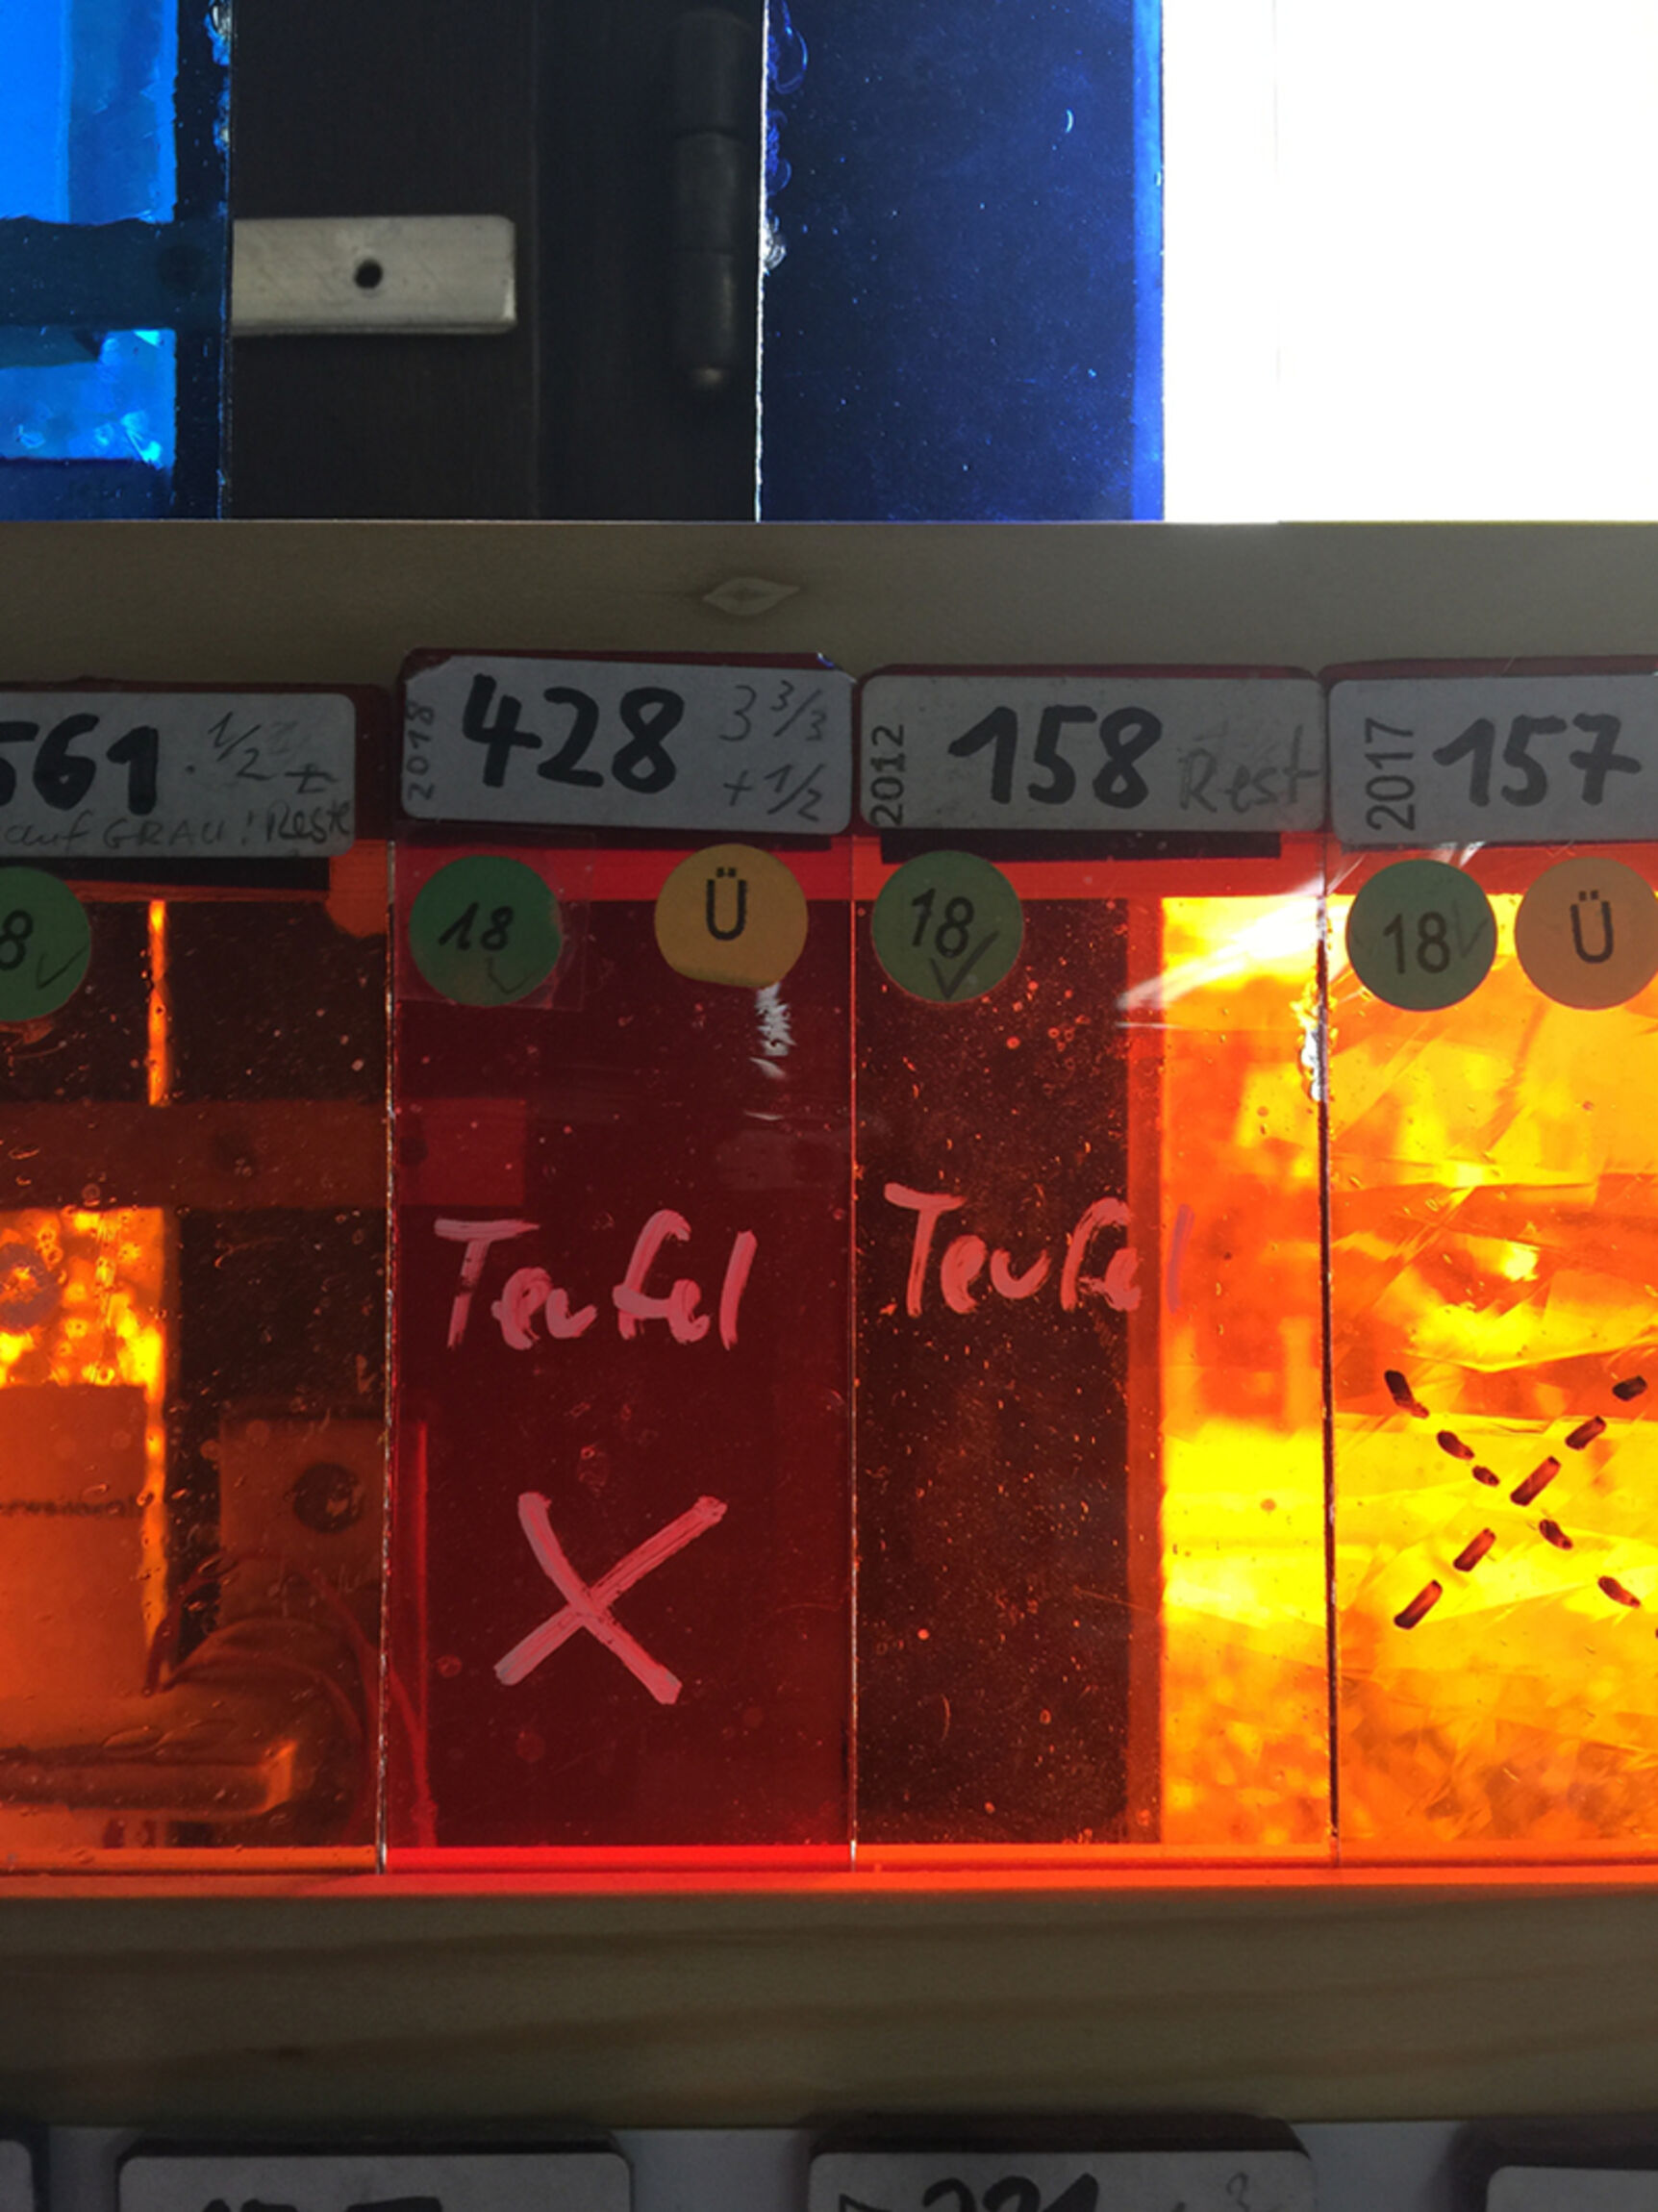 561 . 1/2 +
auf GRAU! Reste
2018 428 3 3/3
+ 1/2
2012 158 Rest
2017 157
8
18 Ü
18
18 Ü
Teufel
Teufel
221